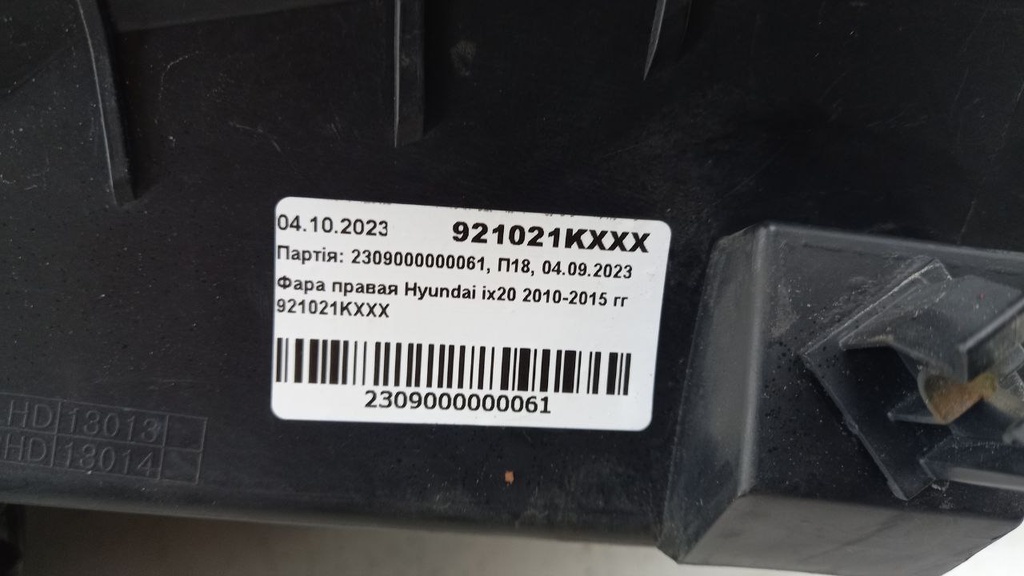 04.10.2023 921021KXXX
Партія: 2309000000061, П18, 04.09.2023
Фара правая Hyundai ix20 2010-2015 гг
921021KXXX
2309000000061
HD 13013
HD 13014